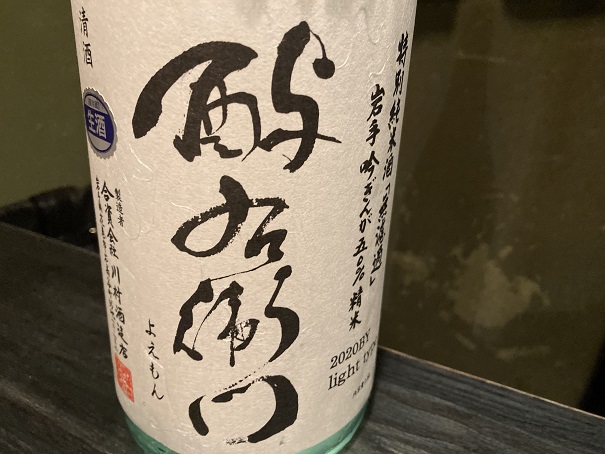 特別純米酒「無濾過」
岩手吟ぎんが五〇%精米
2020BY
light typ
酔右衛門
よえもん
清酒
生酒
製造者
合資会社川村酒造店